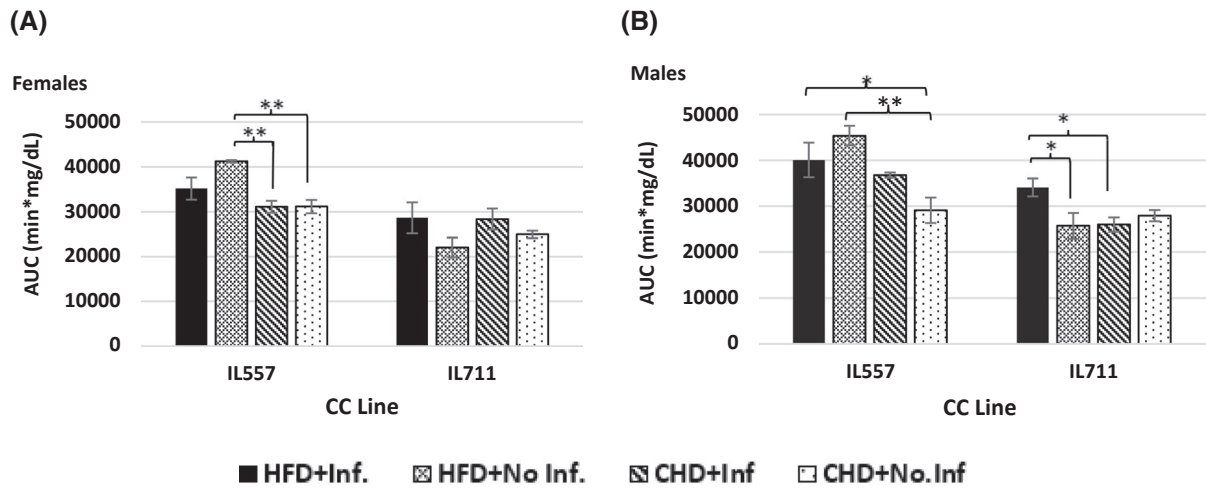 (A)
Females
AUC (min*mg/dL)
50000
40000
30000
20000
10000
0
**
**
IL557
IL711
CC Line
(B)
Males
AUC (min*mg/dL)
50000
40000
30000
20000
10000
0
*
**
*
*
IL557
IL711
CC Line
HFD+Inf. HFD+No Inf. CHD+Inf CHD+No.Inf